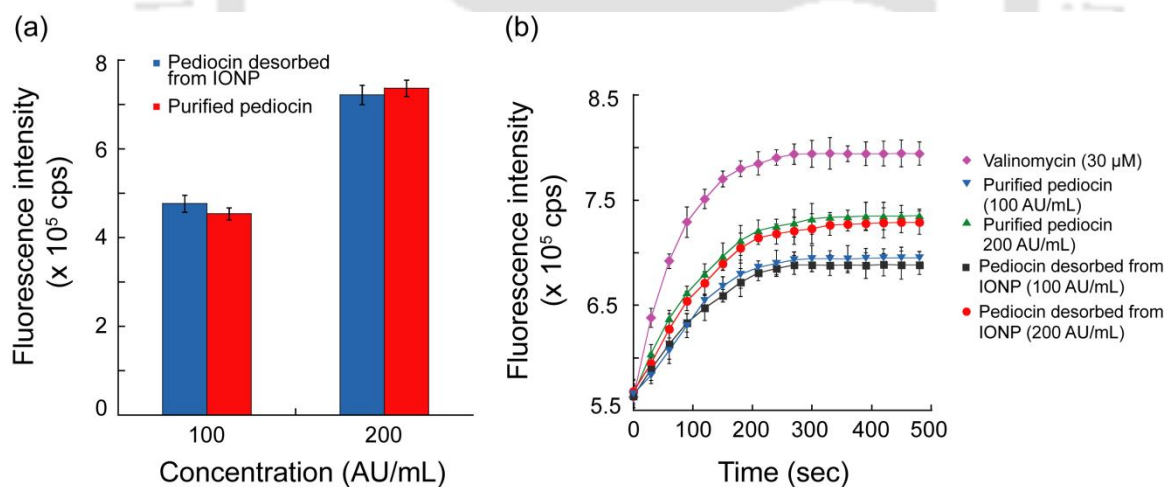 (a)
Fluorescence intensity
(x 10⁵ cps)
8
6
4
2
0
Pediocin desorbed
from IONP
Purified pediocin
100
200
Concentration (AU/mL)
(b)
Fluorescence intensity
(x 10⁵ cps)
8.5
7.5
6.5
5.5
0
100
200
300
400
500
Time (sec)
Valinomycin (30 μM)
Purified pediocin
(100 AU/mL)
Purified pediocin
200 AU/mL)
Pediocin desorbed from
IONP (100 AU/mL)
Pediocin desorbed from
IONP (200 AU/mL)